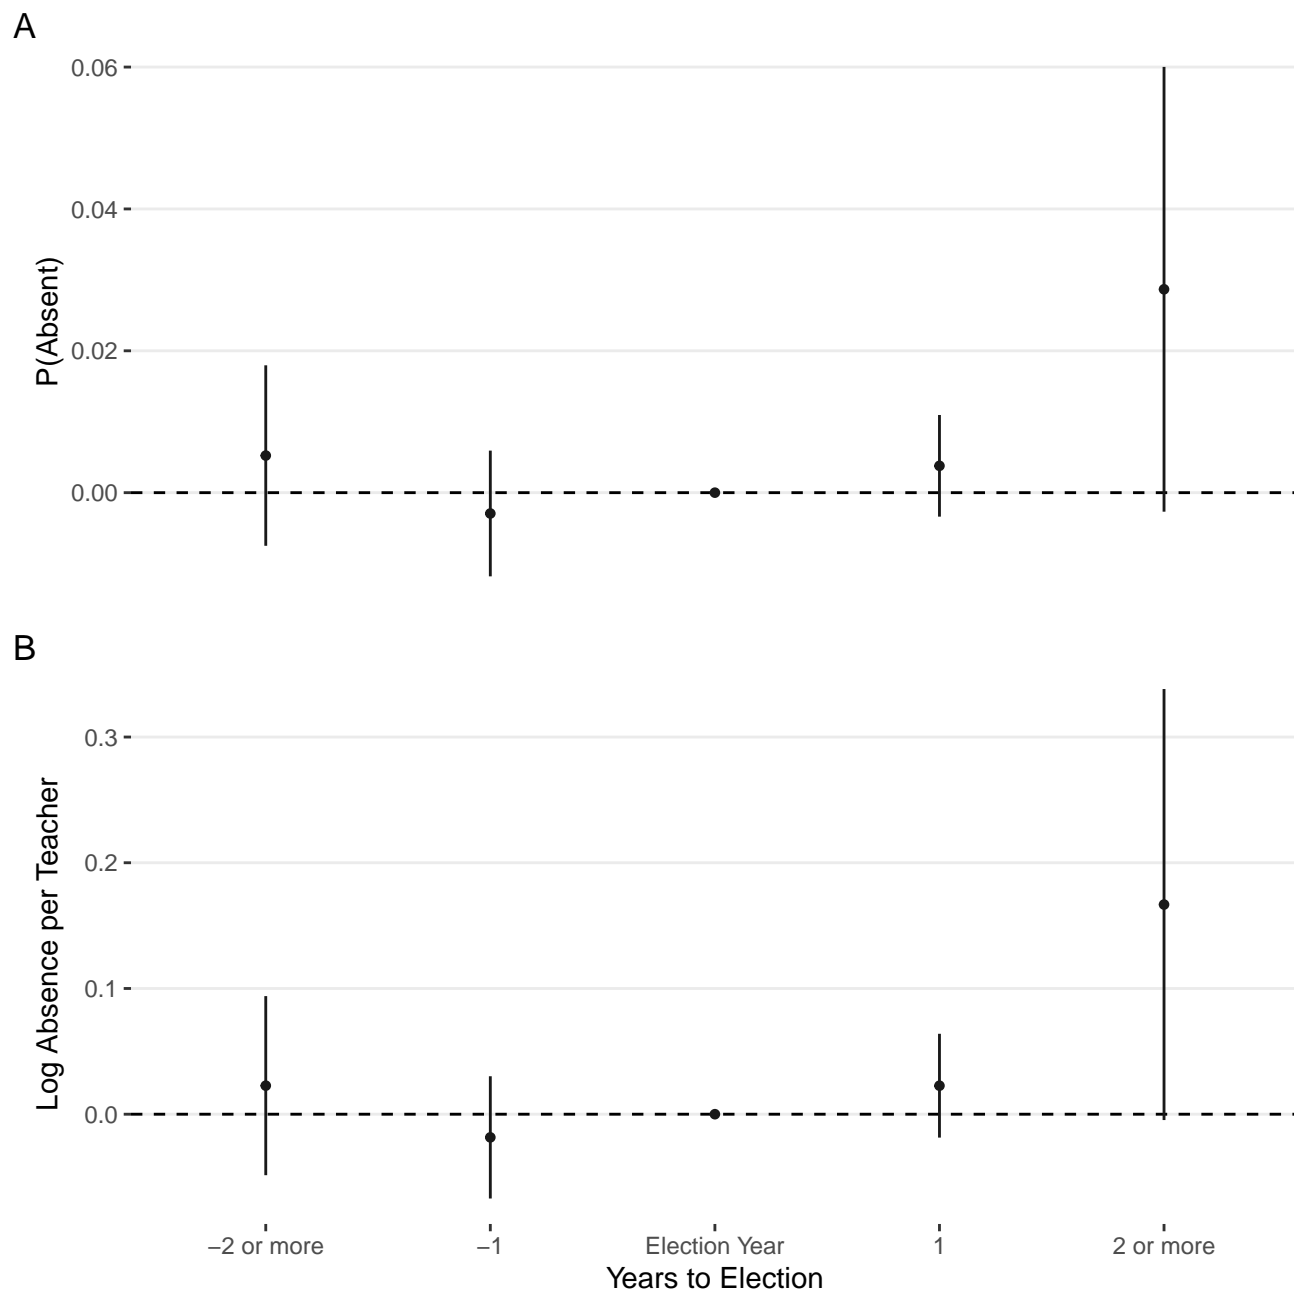 A
0.06
0.04
0.02
0.00
P(Absent)
B
0.3
0.2
0.1
0.0
Log Absence per Teacher
−2 or more
−1
Election Year
1
2 or more
Years to Election